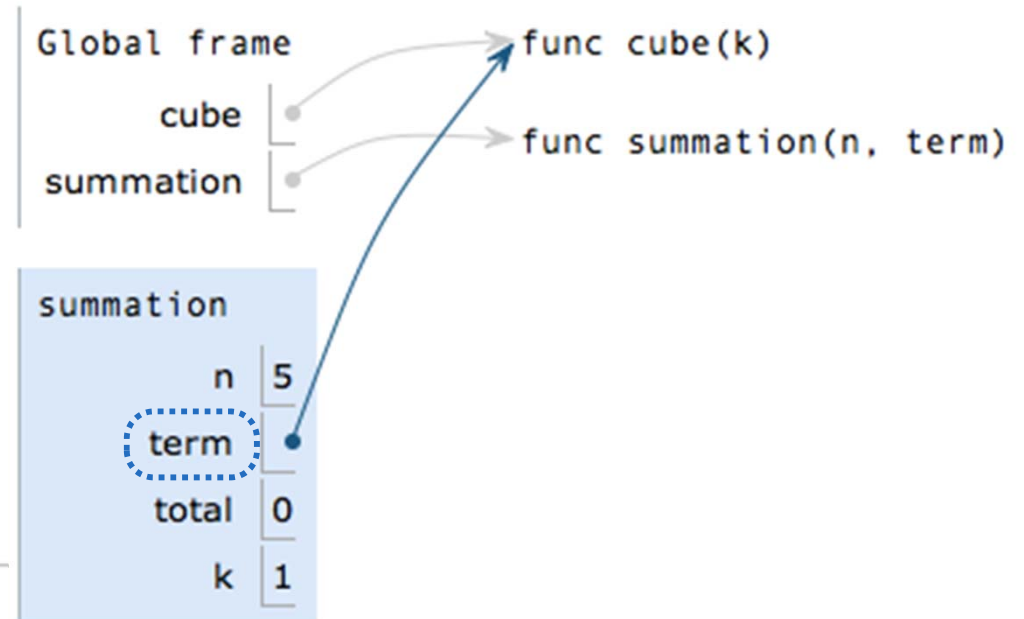 Global frame
func cube(k)
cube
func summation(n, term)
summation
summation
n 5
term
total 0
k 1